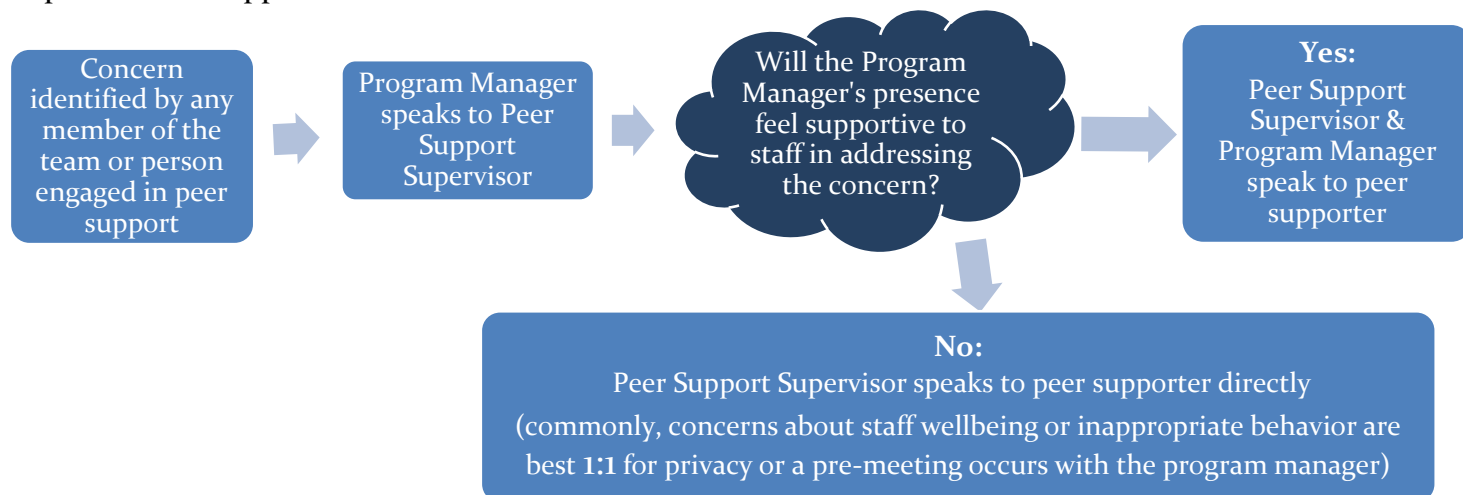 Concern
identified by any
member of the
team or person
engaged in peer
support
Program Manager
speaks to Peer
Support
Supervisor
Will the Program
Manager's presence
feel supportive to
staff in addressing
the concern?
Yes:
Peer Support
Supervisor &
Program Manager
speak to peer
supporter
No:
Peer Support Supervisor speaks to peer supporter directly
(commonly, concerns about staff wellbeing or inappropriate behavior are
best 1:1 for privacy or a pre-meeting occurs with the program manager)